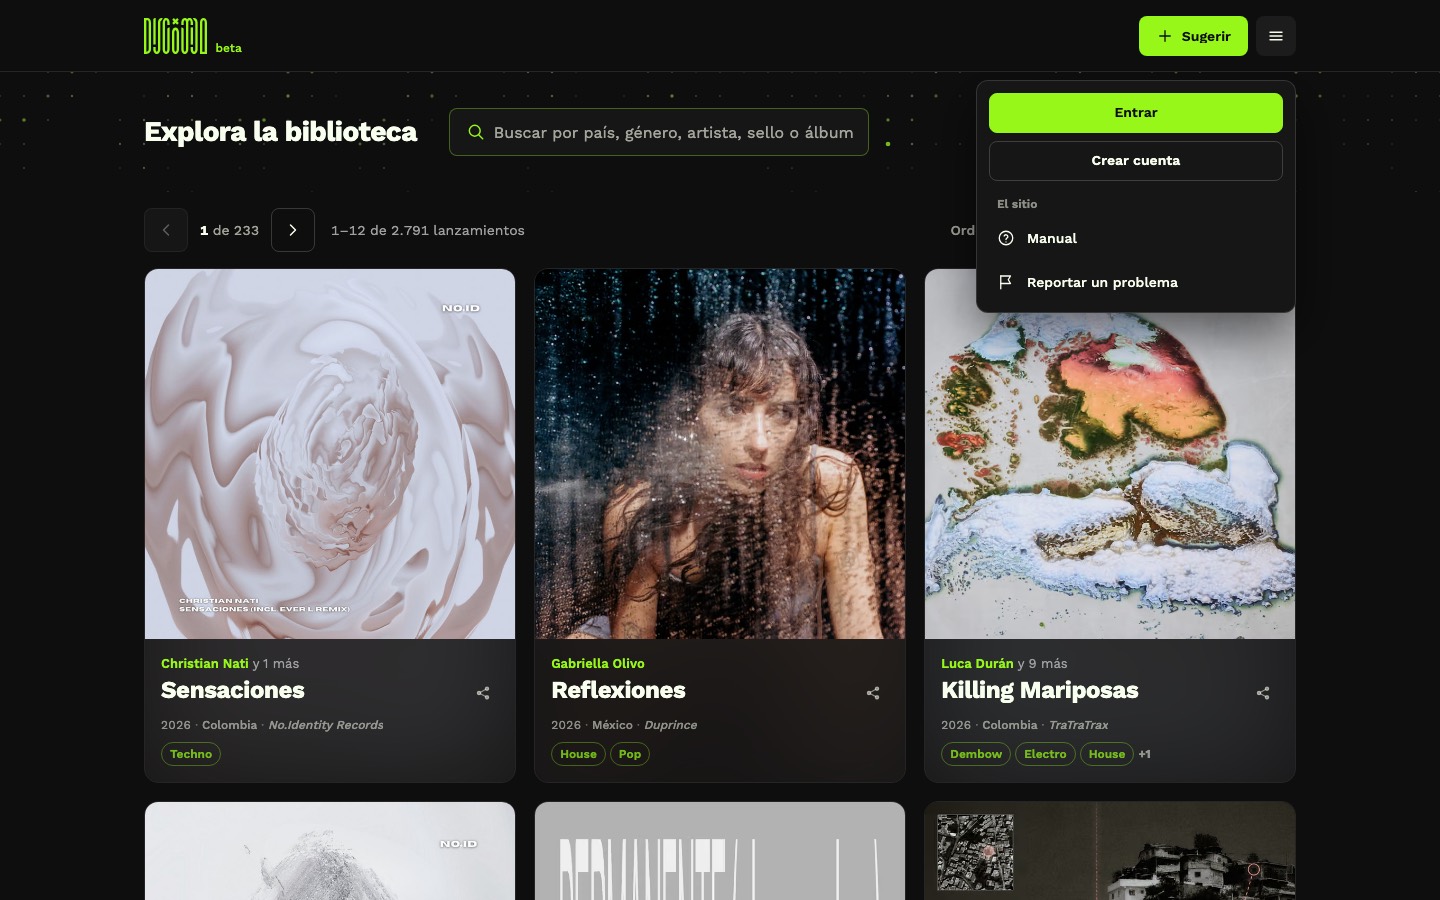 beta
Sugerir
Explora la biblioteca
Buscar por país, género, artista, sello o álbum
Entrar
Crear cuenta
El sitio
Manual
Reportar un problema
1 de 233
1–12 de 2.791 lanzamientos
Ord
NO.ID
CHRISTIAN NATI
SENSACIONES (INCL. EVER L REMIX)
Christian Nati y 1 más
Sensaciones
2026 · Colombia · No.Identity Records
Techno
Gabriella Olivo
Reflexiones
2026 · México · Duprince
House Pop
Luca Durán y 9 más
Killing Mariposas
2026 · Colombia · TraTraTrax
Dembow Electro House +1
NO.ID